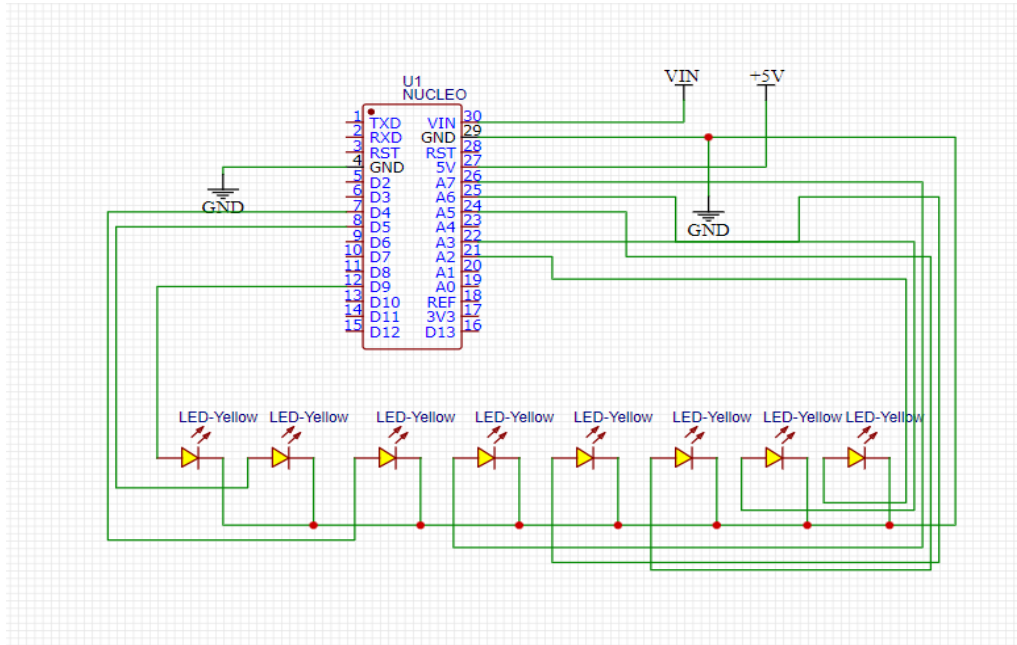 VIN +5V
U1
NUCLEO
1 TXD VIN 30
2 RXD GND 29
3 RST RST 28
4 GND 5V 27
5 D2 A7 26
6 D3 A6 25
7 D4 A5 24
8 D5 A4 23
9 D6 A3 22
10 D7 A2 21
11 D8 A1 20
12 D9 A0 19
13 D10 REF 18
14 D11 3V3 17
15 D12 D13 16
GND
GND
LED-Yellow LED-Yellow LED-Yellow LED-Yellow LED-Yellow LED-Yellow LED-Yellow LED-Yellow